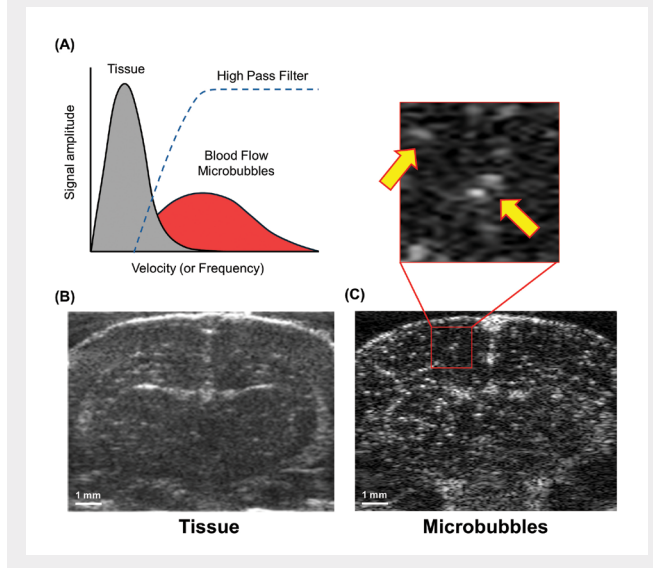 (A)
Tissue
High Pass Filter
Signal amplitude
Blood Flow
Microbubbles
Velocity (or Frequency)
(B)
(C)
1 mm
1 mm
Tissue
Microbubbles